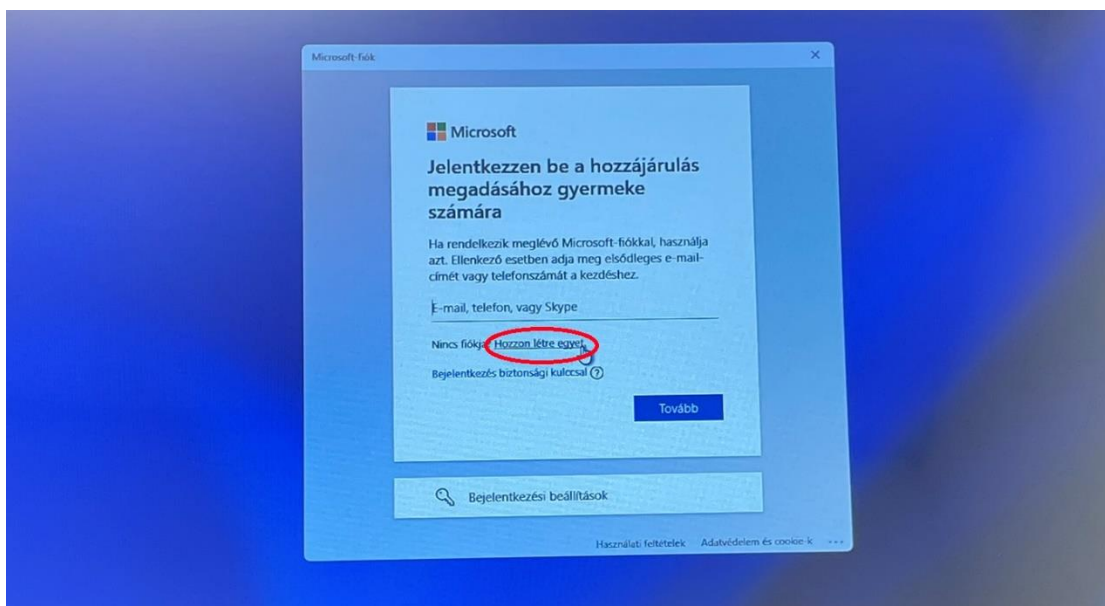 Microsoft-fiók
Microsoft
Jelentkezzen be a hozzájárulás
megadásához gyermeke
számára
Ha rendelkezik meglévő Microsoft-fiókkal, használja
azt. Ellenkező esetben adja meg elsődleges e-mail-
címét vagy telefonszámát a kezdéshez.
E-mail, telefon, vagy Skype
Nincs fiókja? Hozzon létre egyet
Bejelentkezés biztonsági kulccsal
Tovább
Bejelentkezési beállítások
Használati feltételek Adatvédelem és cookie-k